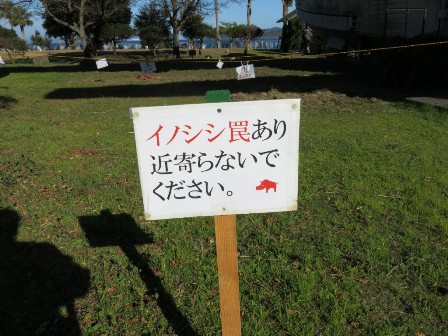 イノシシ罠あり
近寄らないで
ください。